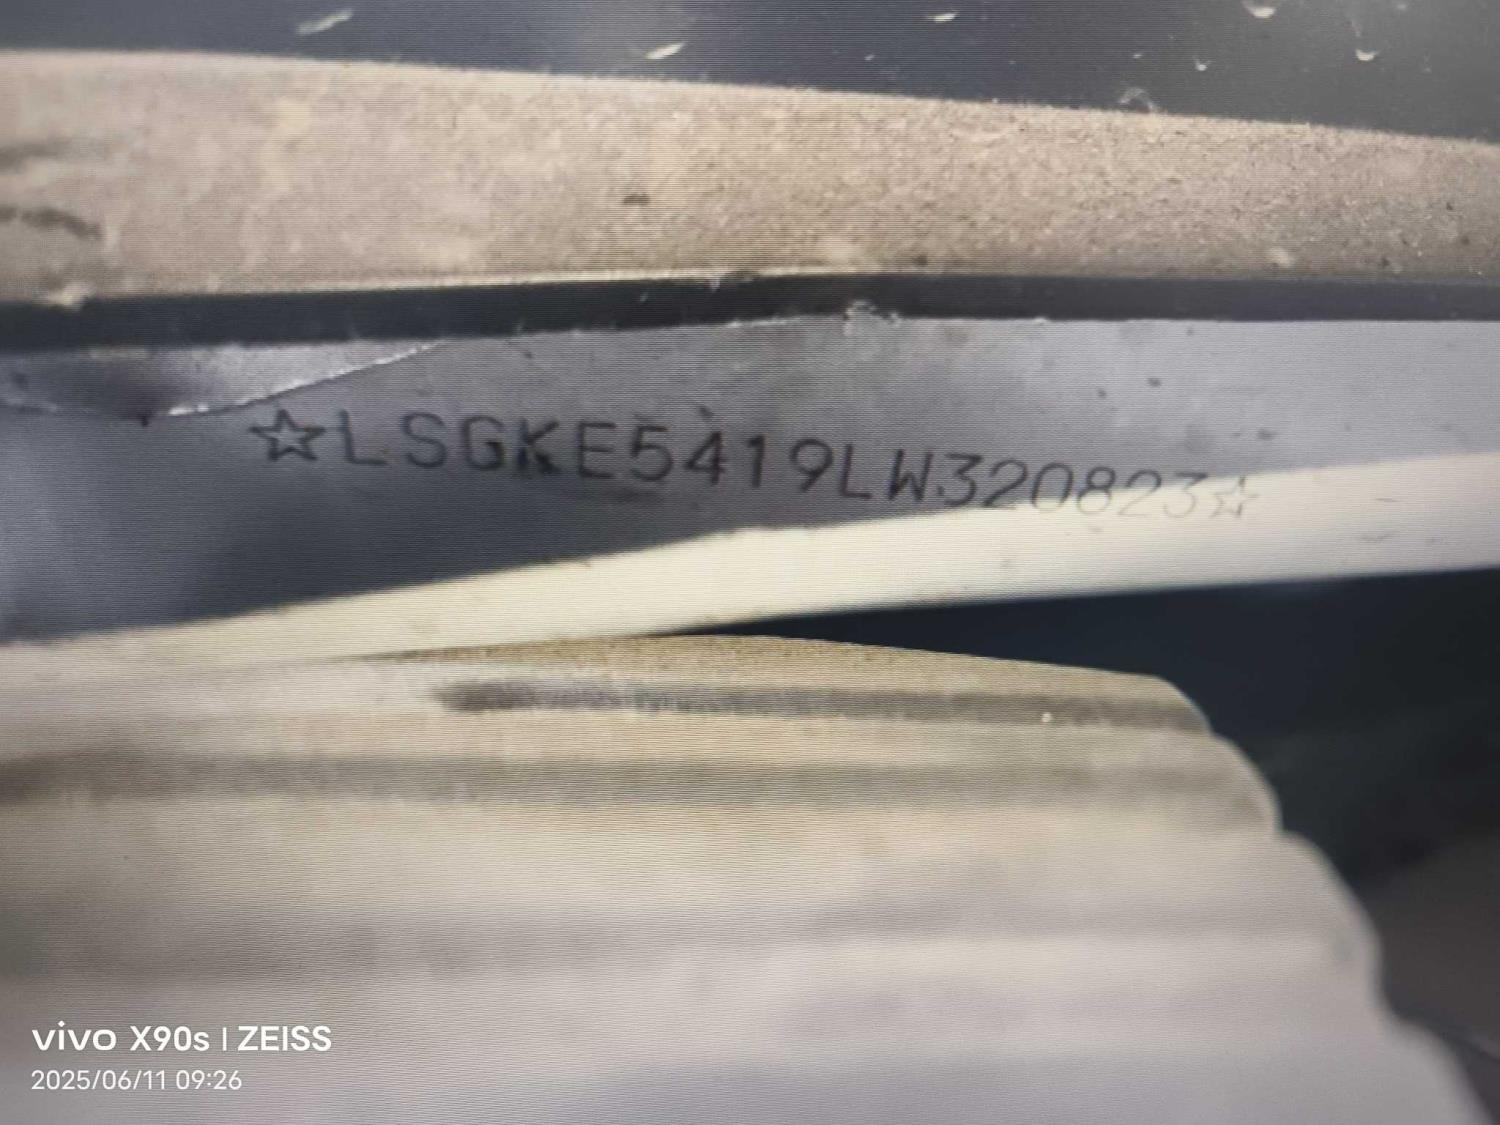 ☆LSGKE5419LW320823☆
vivo X90s | ZEISS
2025/06/11 09:26